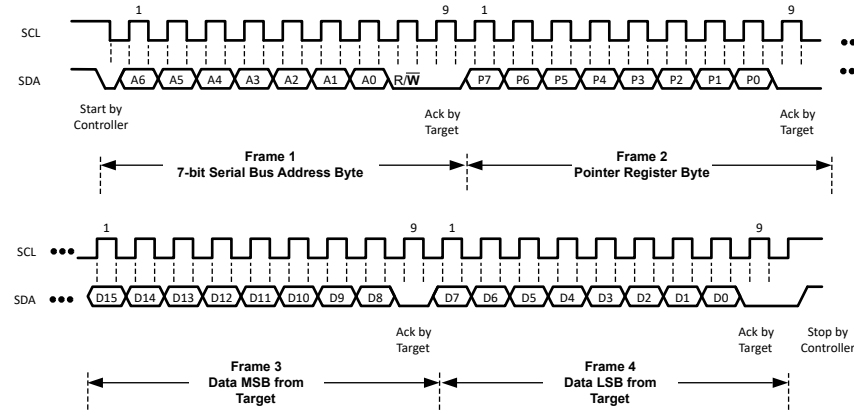 1 9 1 9
SCL
SDA A6 A5 A4 A3 A2 A1 A0 R/W̅ P7 P6 P5 P4 P3 P2 P1 P0
Start by
Controller
Ack by
Target
Ack by
Target
Frame 1
7-bit Serial Bus Address Byte
Frame 2
Pointer Register Byte
1 9 1 9
SCL
SDA D15 D14 D13 D12 D11 D10 D9 D8 D7 D6 D5 D4 D3 D2 D1 D0
Ack by
Target
Ack by
Target
Stop by
Controller
Frame 3
Data MSB from
Target
Frame 4
Data LSB from
Target